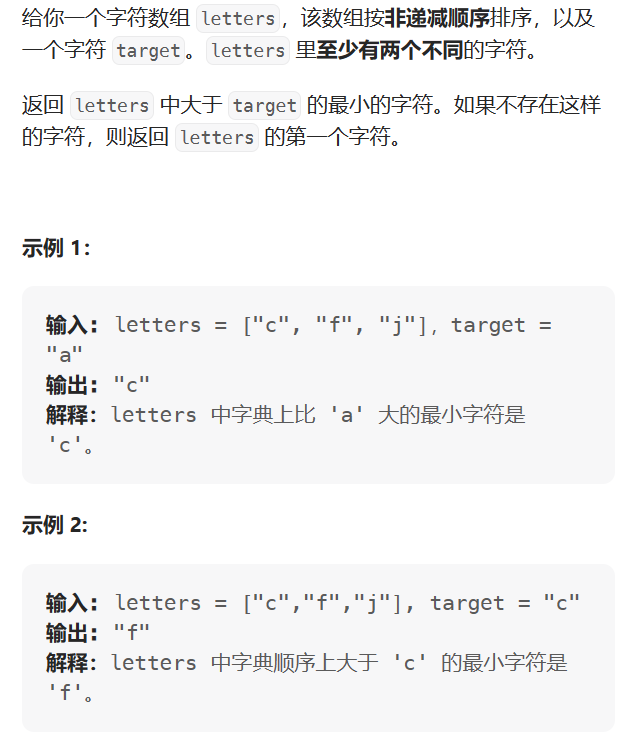 给你一个字符数组 letters，该数组按非递减顺序排序，以及
一个字符 target。letters 里至少有两个不同的字符。
返回 letters 中大于 target 的最小的字符。如果不存在这样
的字符，则返回 letters 的第一个字符。
示例 1：
输入： letters = ["c", "f", "j"]，target =
"a"
输出： "c"
解释：letters 中字典上比 'a' 大的最小字符是
'c'。
示例 2:
输入： letters = ["c","f","j"], target = "c"
输出： "f"
解释：letters 中字典顺序上大于 'c' 的最小字符是
'f'。